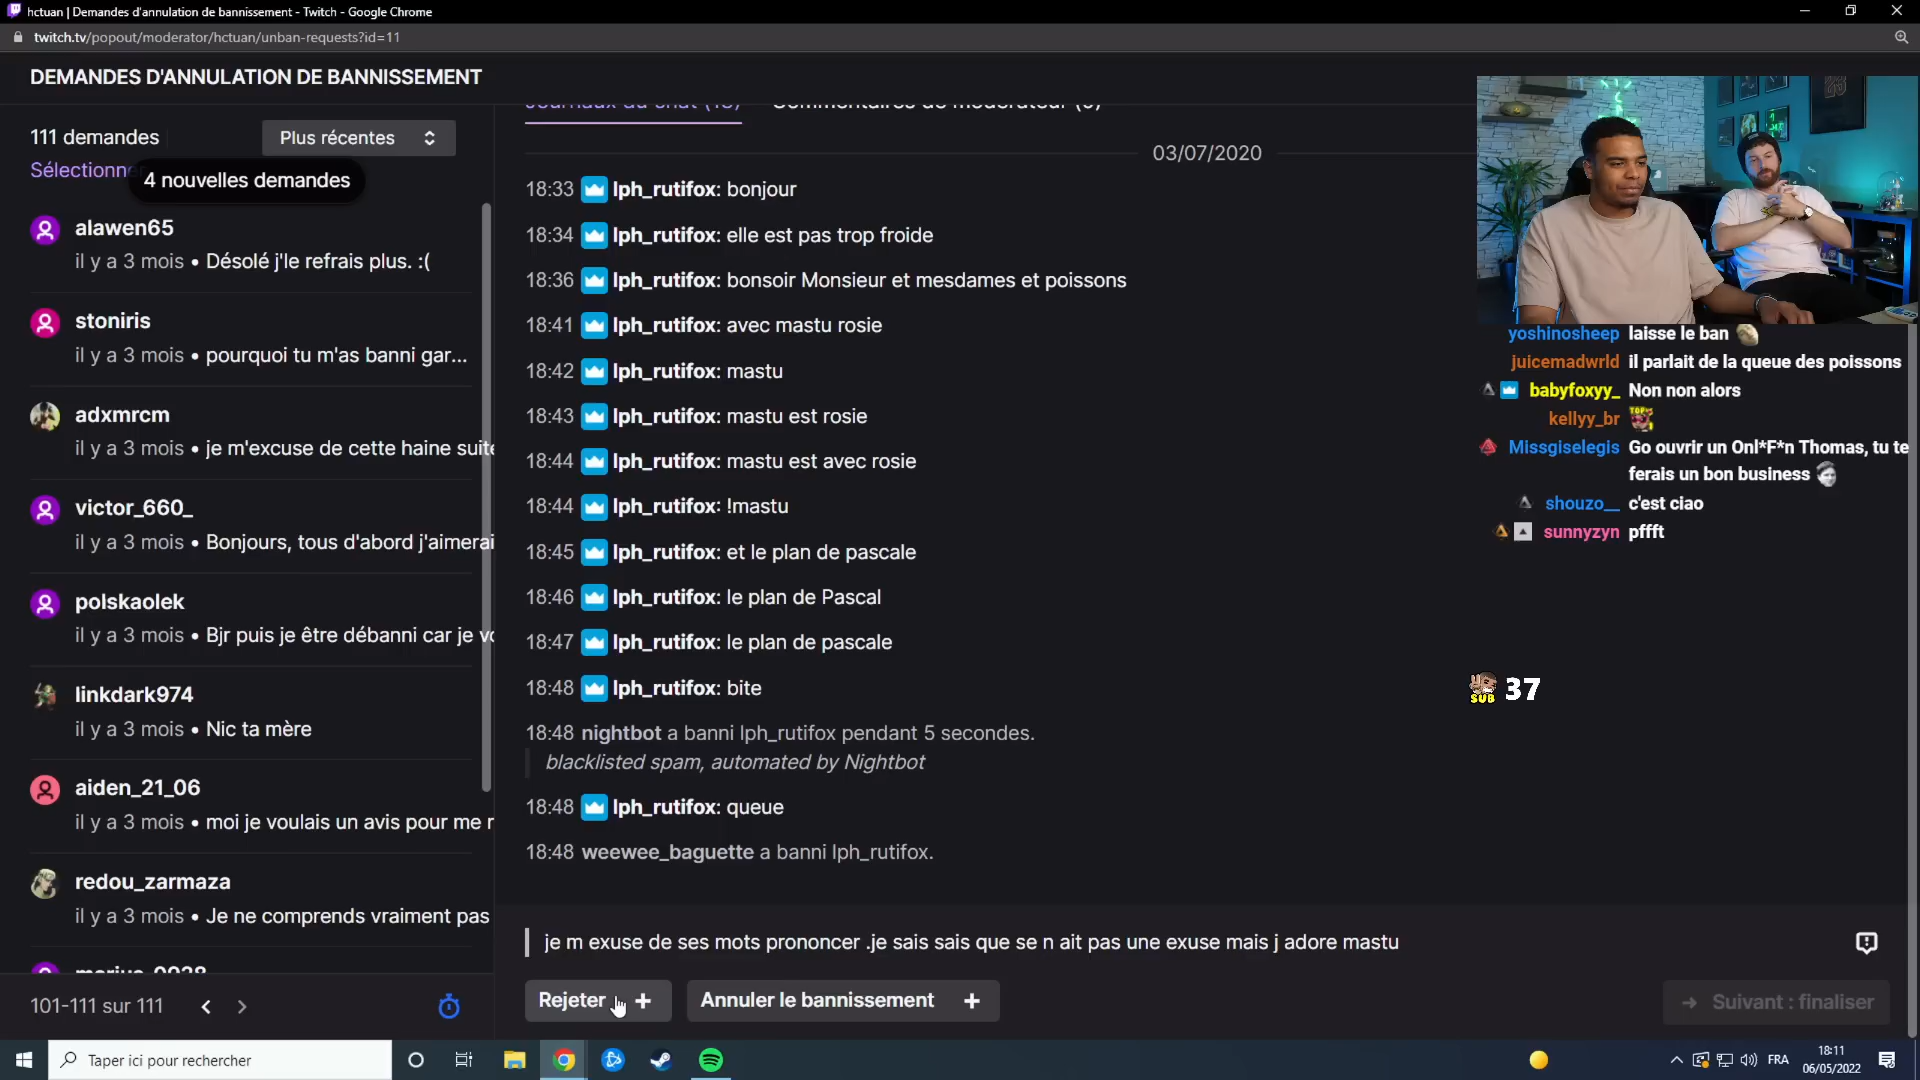 hctuan | Demandes d'annulation de bannissement - Twitch - Google Chrome
twitch.tv/popout/moderator/hctuan/unban-requests?id=11
DEMANDES D'ANNULATION DE BANNISSEMENT
111 demandes
Plus récentes
Sélectionne
4 nouvelles demandes
alawen65
il y a 3 mois • Désolé j'le refrais plus. :(
stoniris
il y a 3 mois • pourquoi tu m'as banni gar...
adxmrcm
il y a 3 mois • je m'excuse de cette haine suite
victor_660_
il y a 3 mois • Bonjours, tous d'abord j'aimerai
polskaolek
il y a 3 mois • Bjr puis je être débanni car je vo
linkdark974
il y a 3 mois • Nic ta mère
aiden_21_06
il y a 3 mois • moi je voulais un avis pour me r
redou_zarmaza
il y a 3 mois • Je ne comprends vraiment pas
101-111 sur 111
03/07/2020
18:33 lph_rutifox: bonjour
18:34 lph_rutifox: elle est pas trop froide
18:36 lph_rutifox: bonsoir Monsieur et mesdames et poissons
18:41 lph_rutifox: avec mastu rosie
18:42 lph_rutifox: mastu
18:43 lph_rutifox: mastu est rosie
18:44 lph_rutifox: mastu est avec rosie
18:44 lph_rutifox: !mastu
18:45 lph_rutifox: et le plan de pascale
18:46 lph_rutifox: le plan de Pascal
18:47 lph_rutifox: le plan de pascale
18:48 lph_rutifox: bite
18:48 nightbot a banni lph_rutifox pendant 5 secondes.
blacklisted spam, automated by Nightbot
18:48 lph_rutifox: queue
18:48 weewee_baguette a banni lph_rutifox.
je m exuse de ses mots prononcer .je sais sais que se n ait pas une exuse mais j adore mastu
Rejeter +
Annuler le bannissement +
→ Suivant : finaliser
yoshinosheep laisse le ban
juicemadwrld il parlait de la queue des poissons
babyfoxyy_ Non non alors
kellyy_br
Missgiselegis Go ouvrir un Onl*F*n Thomas, tu te
ferais un bon business
shouzo__ c'est ciao
sunnyzyn pffft
SUB 37
Taper ici pour rechercher
FRA
18:11
06/05/2022